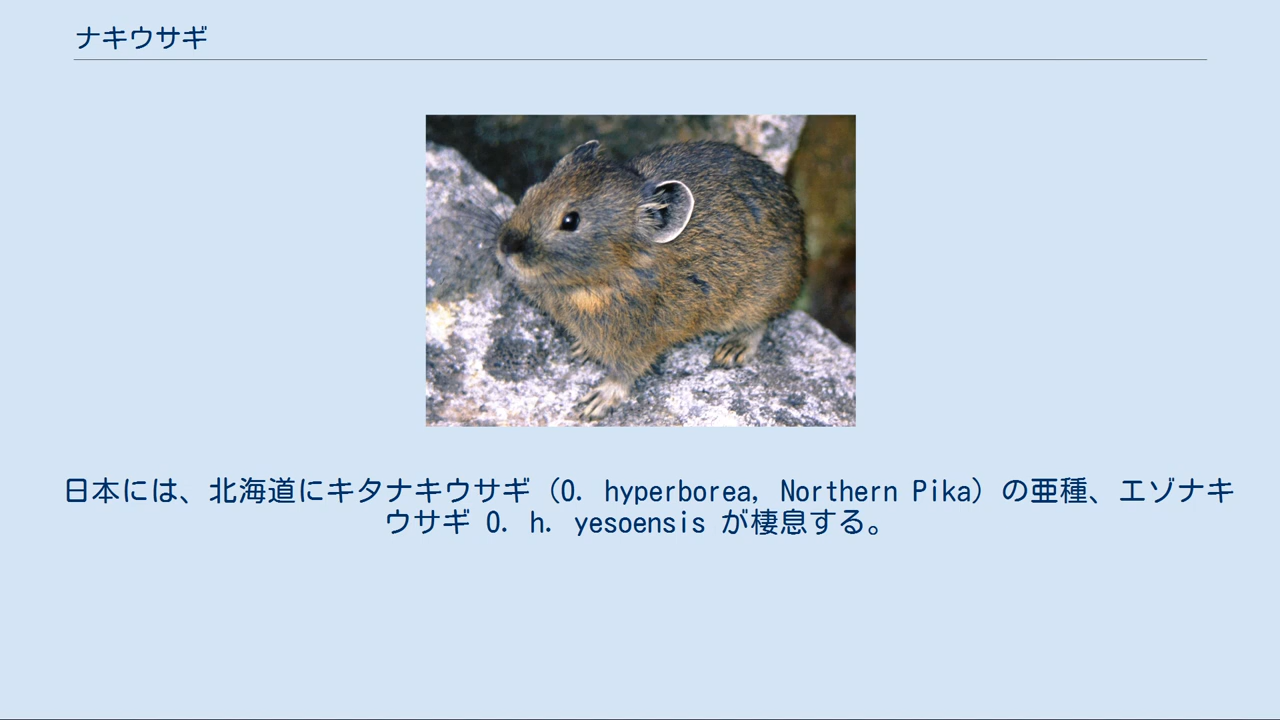 ナキウサギ
日本には、北海道にキタナキウサギ（O. hyperborea, Northern Pika）の亜種、エゾナキ
ウサギ O. h. yesoensis が棲息する。